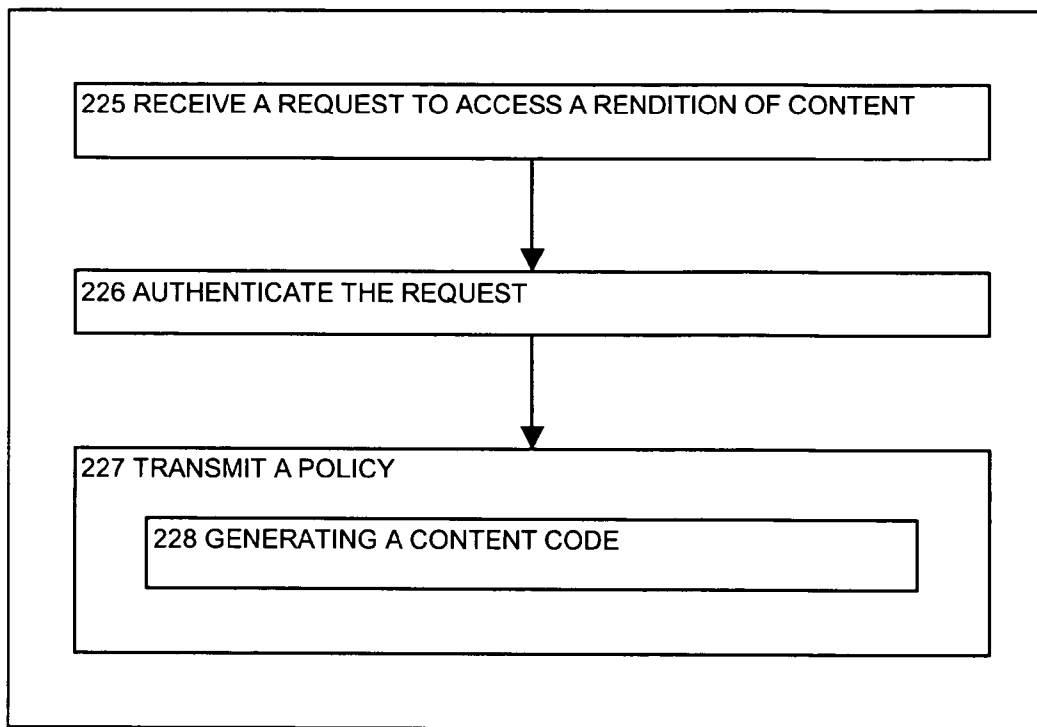 225 RECEIVE A REQUEST TO ACCESS A RENDITION OF CONTENT
226 AUTHENTICATE THE REQUEST
227 TRANSMIT A POLICY
228 GENERATING A CONTENT CODE